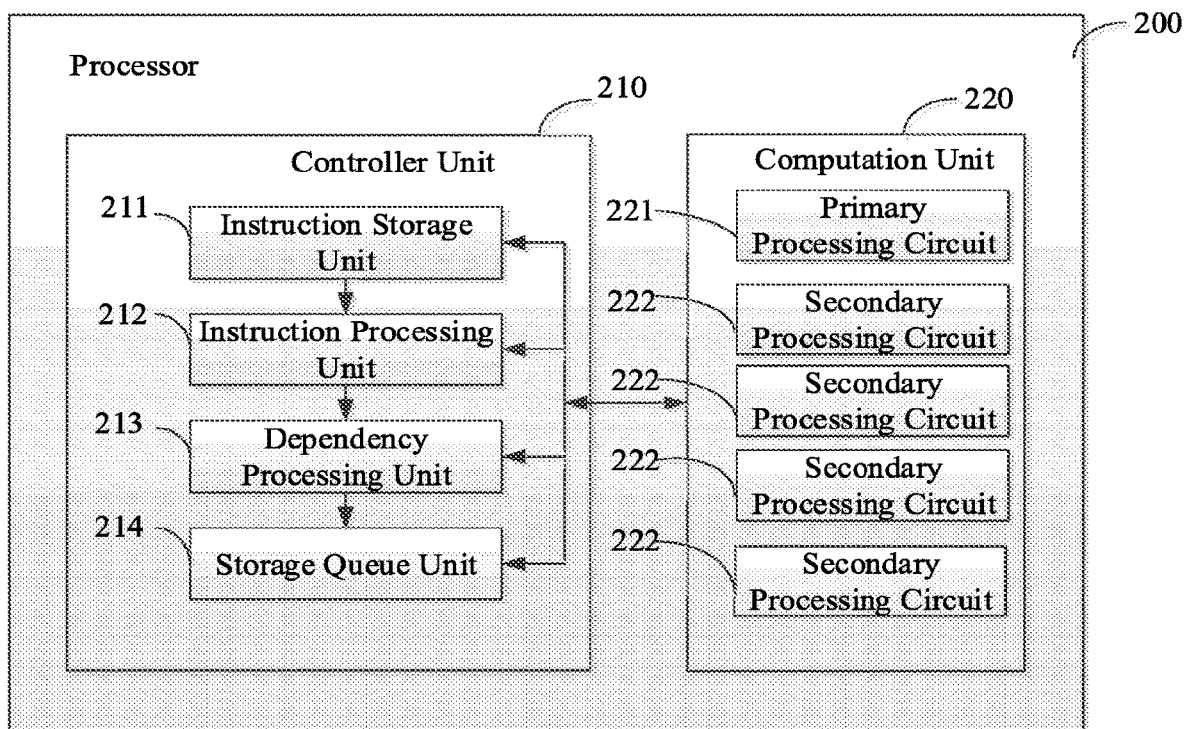 200
Processor
210
220
Controller Unit
Computation Unit
211
Instruction Storage
Unit
221
Primary
Processing Circuit
212
Instruction Processing
Unit
222
Secondary
Processing Circuit
222
Secondary
Processing Circuit
213
Dependency
Processing Unit
222
Secondary
Processing Circuit
214
Storage Queue Unit
222
Secondary
Processing Circuit